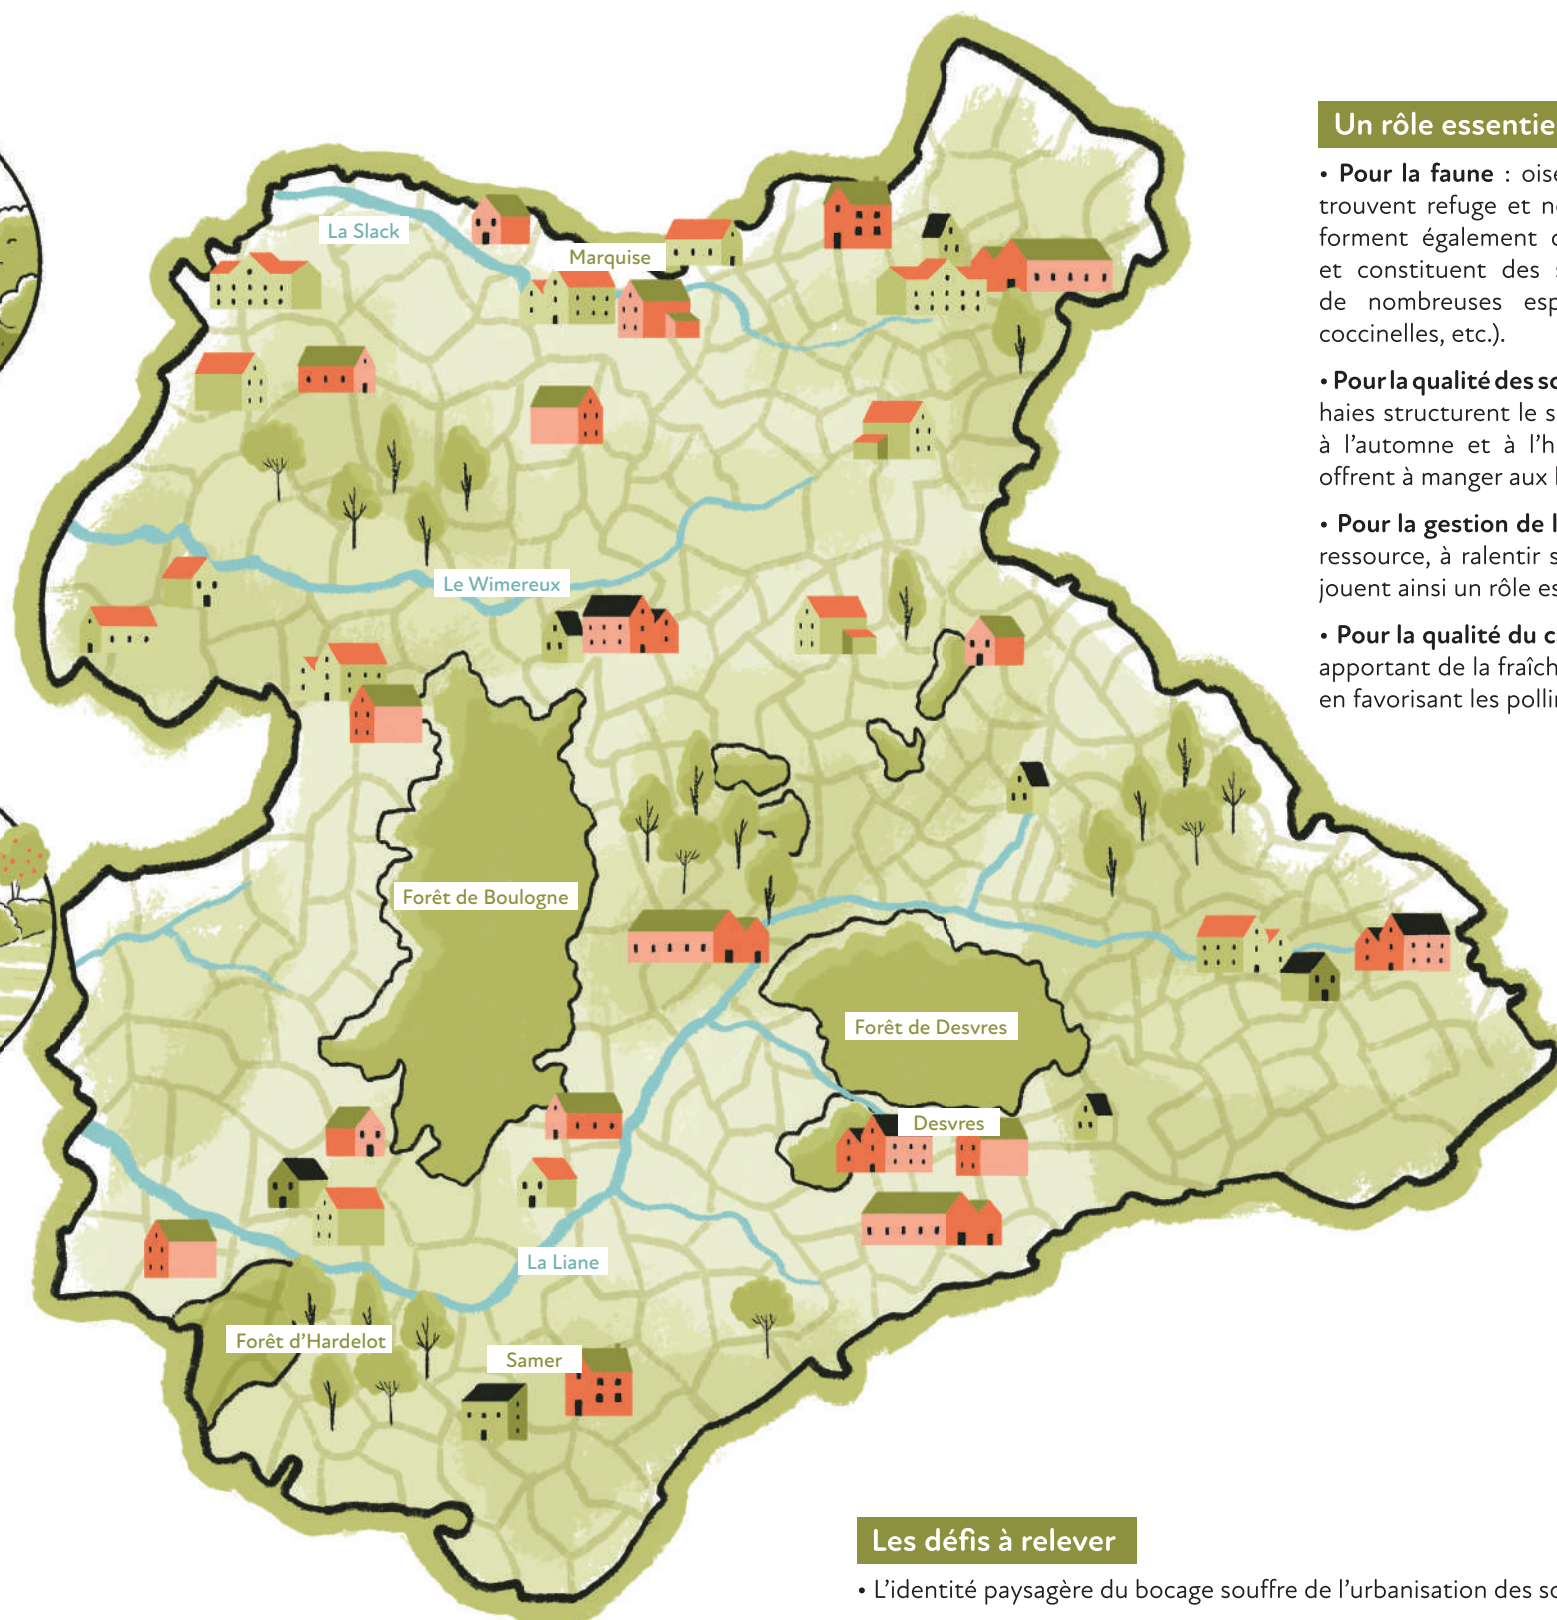 La Slack
Marquise
Le Wimereux
Forêt de Boulogne
Forêt de Desvres
Desvres
La Liane
Forêt d’Hardelot
Samer
Un rôle essentie
• Pour la faune : oise
trouvent refuge et no
forment également d
et constituent des s
de nombreuses esp
coccinelles, etc.).
• Pour la qualité des so
haies structurent le s
à l’automne et à l’h
offrent à manger aux
• Pour la gestion de l
ressource, à ralentir s
jouent ainsi un rôle es
• Pour la qualité du c
apportant de la fraîch
en favorisant les pollin
Les défis à relever
• L’identité paysagère du bocage souffre de l’urbanisation des so